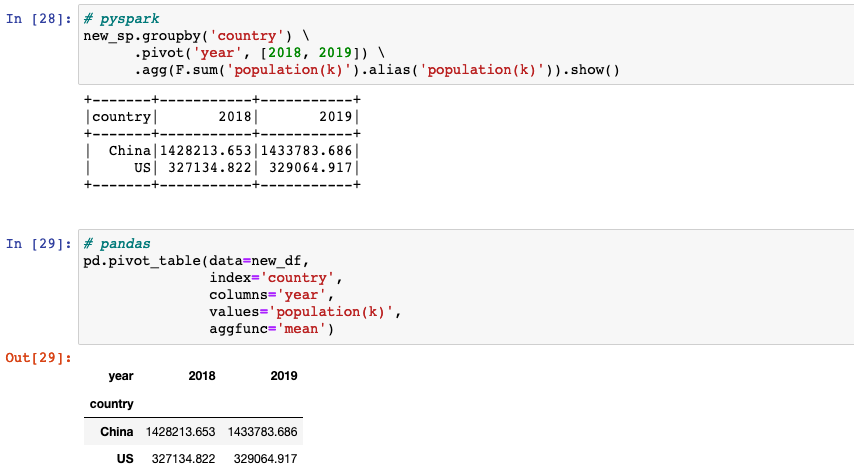 In [28]: # pyspark
new_sp.groupby('country') \
.pivot('year', [2018, 2019]) \
.agg(F.sum('population(k)').alias('population(k)')).show()
+-------+-----------+-----------+
|country|       2018|       2019|
+-------+-----------+-----------+
|  China|1428213.653|1433783.686|
|     US| 327134.822| 329064.917|
+-------+-----------+-----------+
In [29]: # pandas
pd.pivot_table(data=new_df,
index='country',
columns='year',
values='population(k)',
aggfunc='mean')
Out[29]:
year 2018 2019
country
China 1428213.653 1433783.686
US 327134.822 329064.917